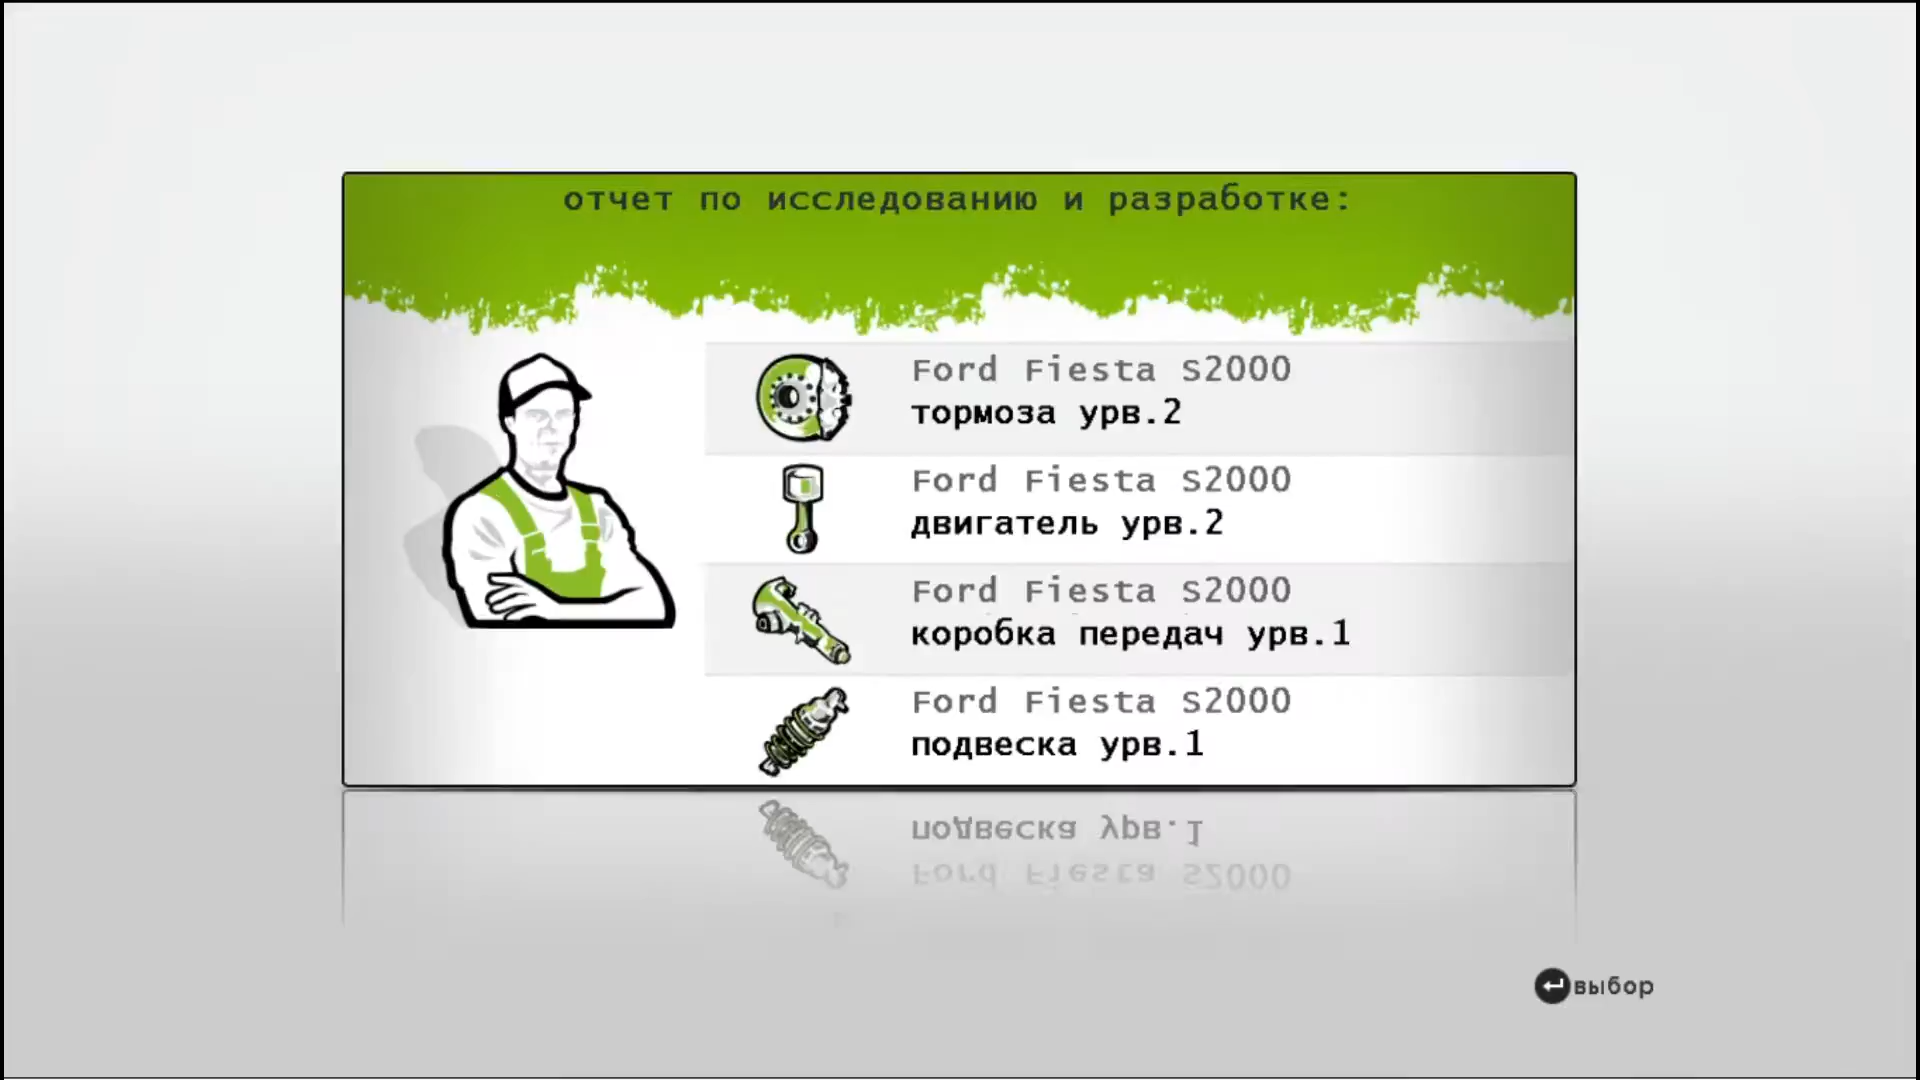 отчет по исследованию и разработке:
Ford Fiesta S2000
тормоза урв.2
Ford Fiesta S2000
двигатель урв.2
Ford Fiesta S2000
коробка передач урв.1
Ford Fiesta S2000
подвеска урв.1
выбор